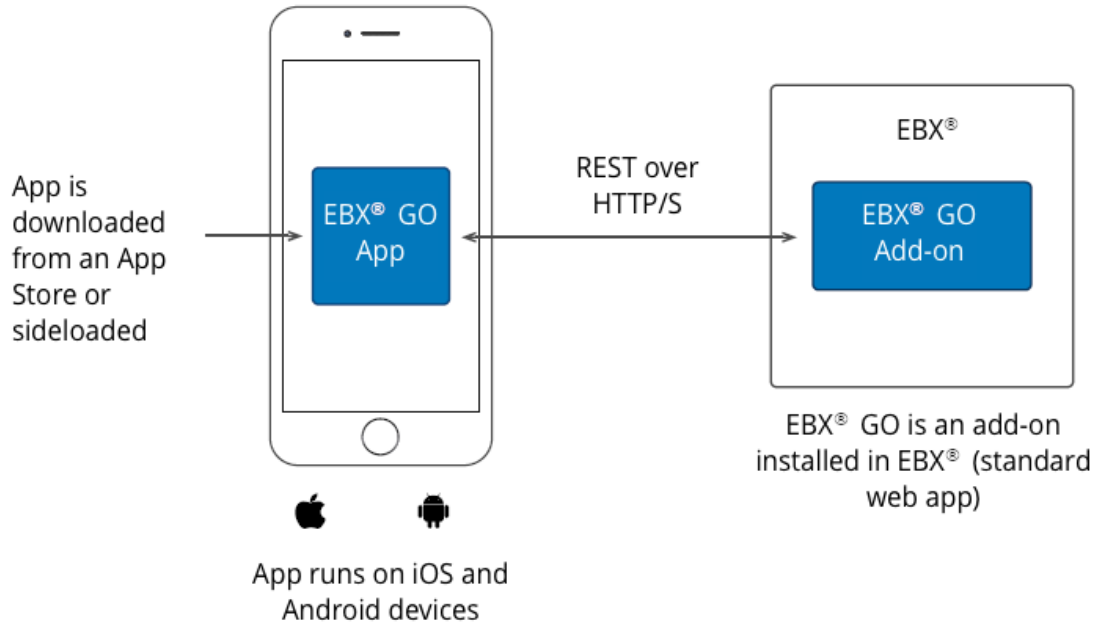 App is
downloaded
from an App
Store or
sideloaded
EBX® GO
App
REST over
HTTP/S
EBX®
EBX® GO
Add-on
EBX® GO is an add-on
installed in EBX® (standard
web app)
App runs on iOS and
Android devices